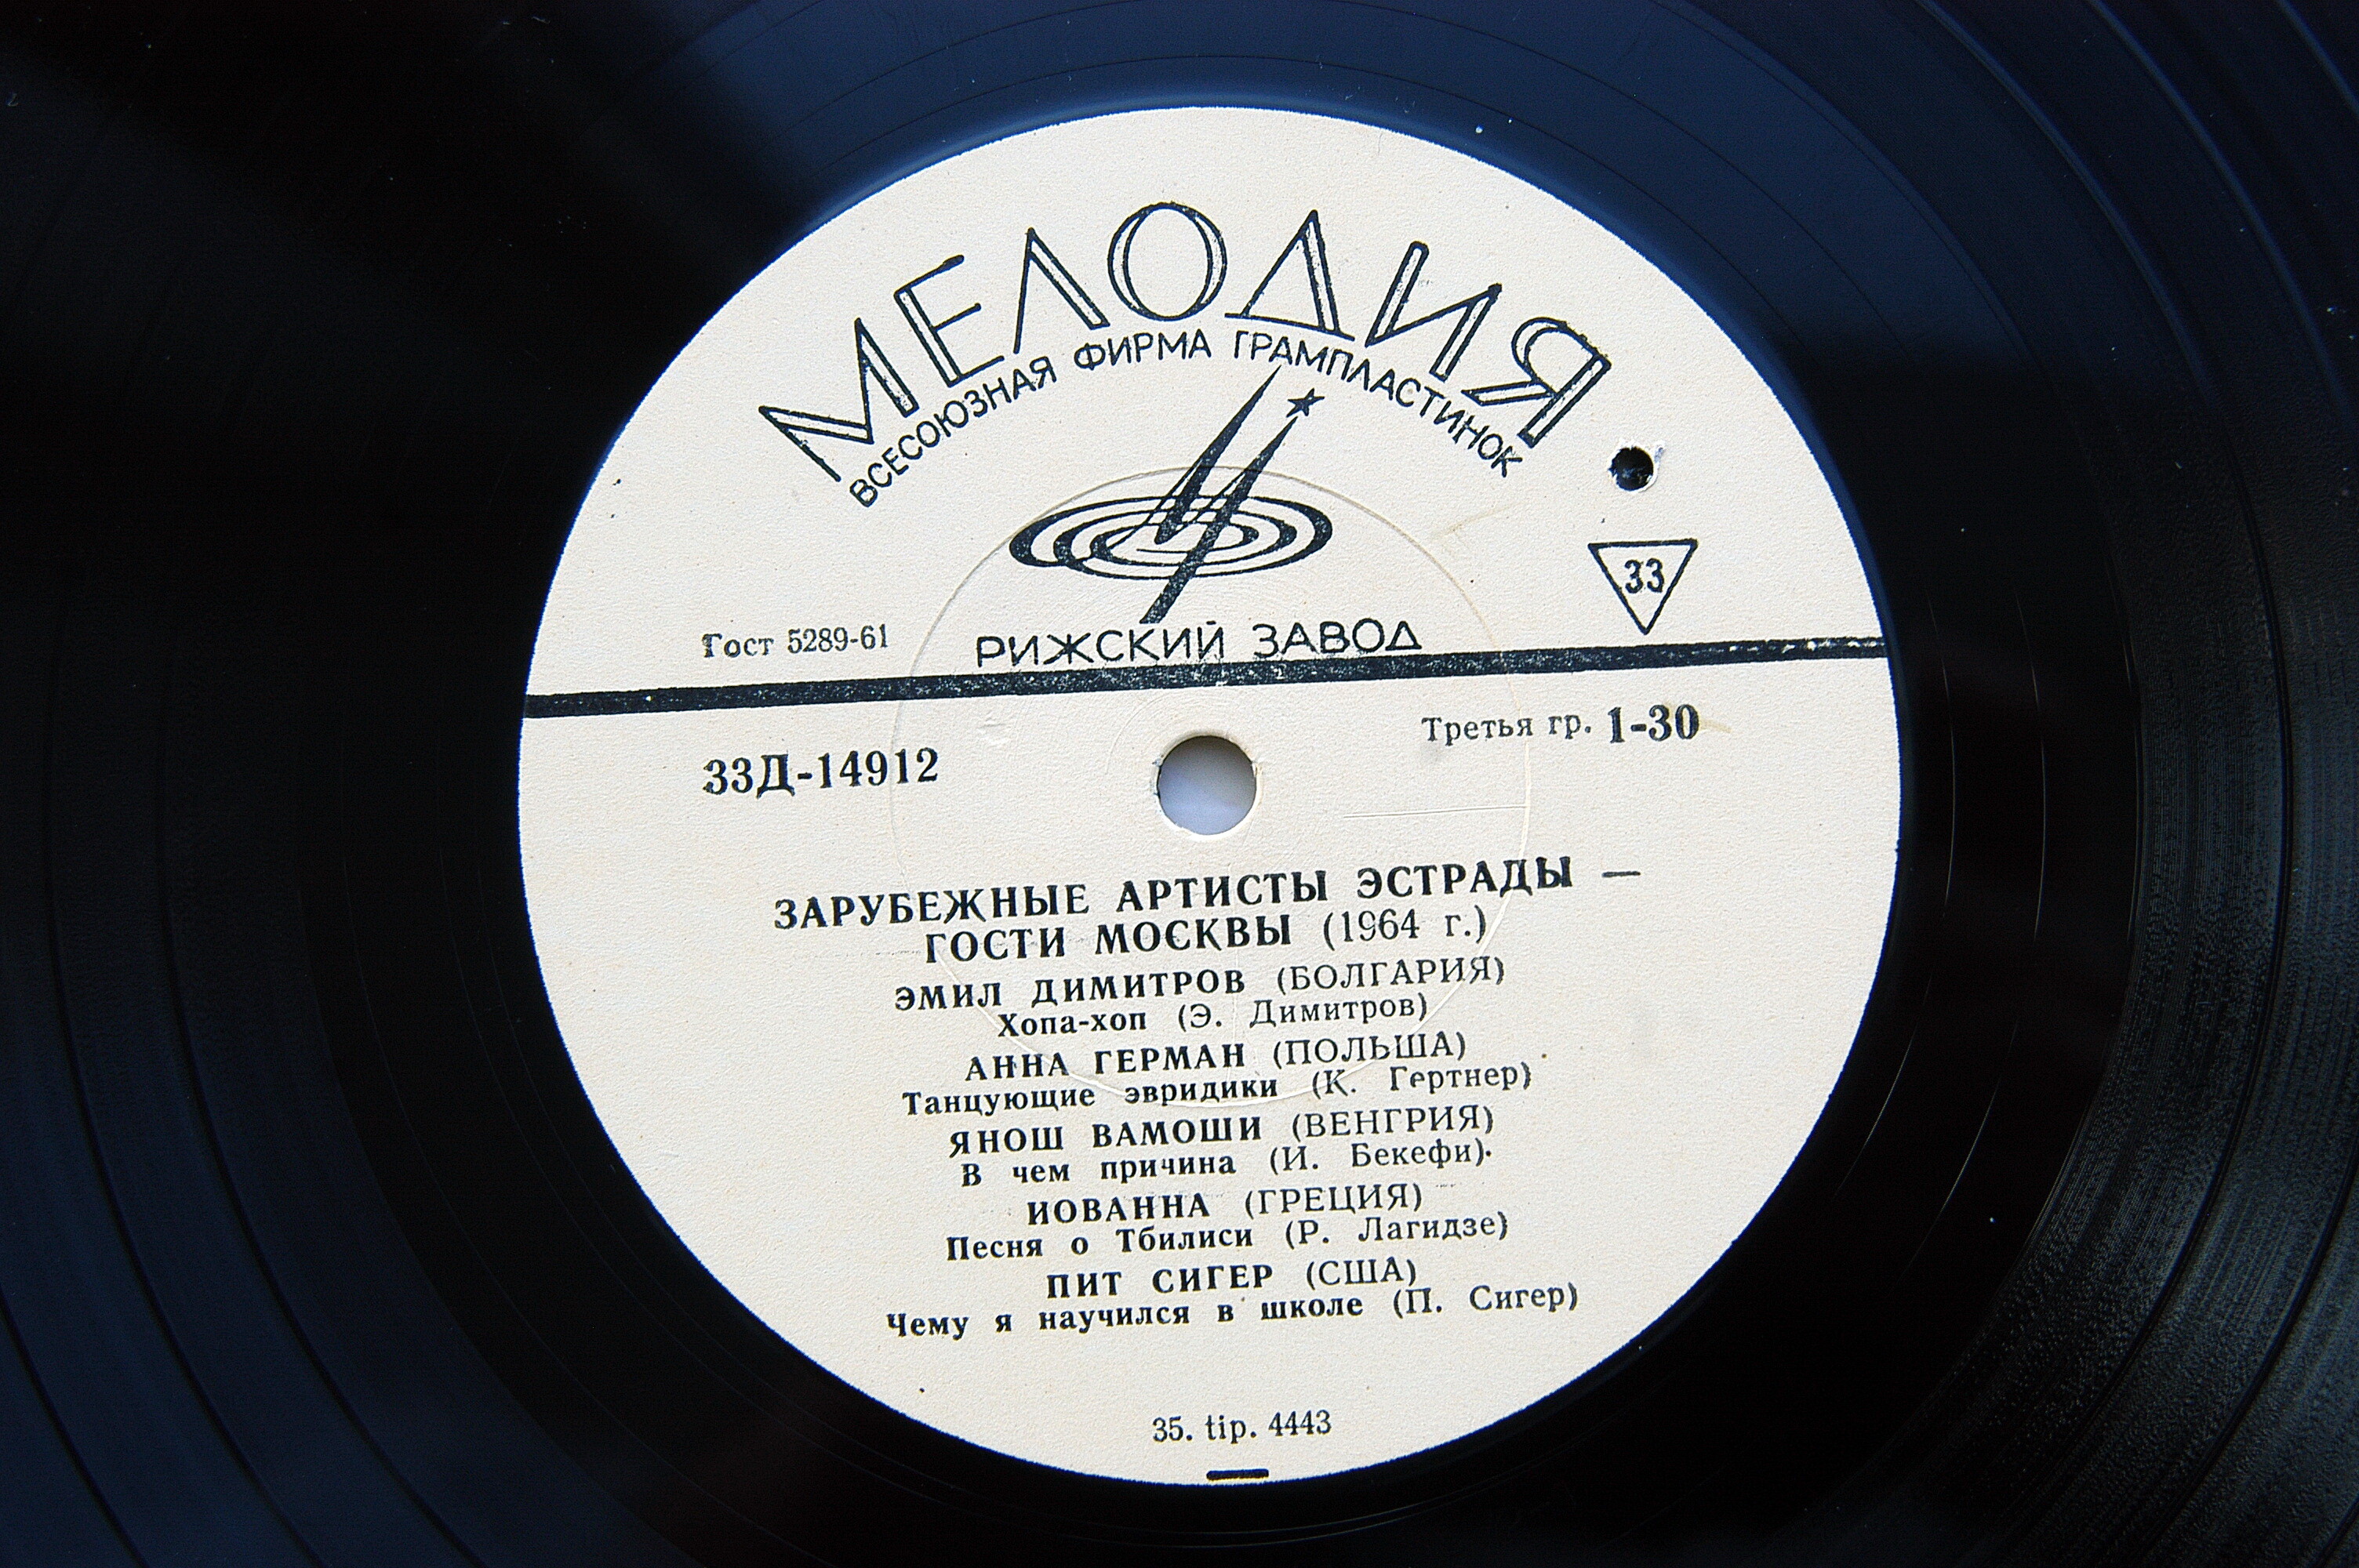 МЕЛОДИЯ
ВСЕСОЮЗНАЯ ФИРМА ГРАМПЛАСТИНОК
33
Гост 5289-61
РИЖСКИЙ ЗАВОД
Третья гр. 1-30
33Д-14912
ЗАРУБЕЖНЫЕ АРТИСТЫ ЭСТРАДЫ —
ГОСТИ МОСКВЫ (1964 г.)
ЭМИЛ ДИМИТРОВ (БОЛГАРИЯ)
Хопа-хоп (Э. Димитров)
АННА ГЕРМАН (ПОЛЬША)
Танцующие эвридики (К. Гертнер)
ЯНОШ ВАМОШИ (ВЕНГРИЯ)
В чем причина (И. Бекефи).
ИОВАННА (ГРЕЦИЯ)
Песня о Тбилиси (Р. Лагидзе)
ПИТ СИГЕР (США)
Чему я научился в школе (П. Сигер)
35. tip. 4443